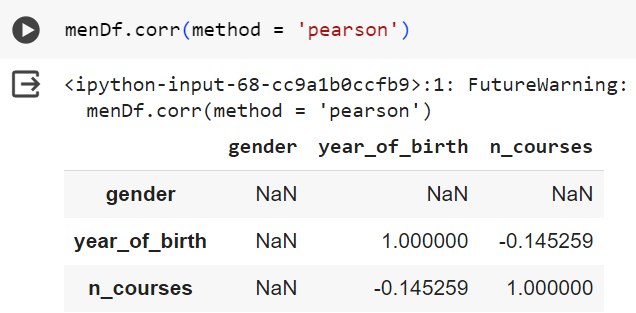 menDf.corr(method = 'pearson')
<ipython-input-68-cc9a1b0ccfb9>:1: FutureWarning:
menDf.corr(method = 'pearson')
gender year_of_birth n_courses
gender NaN NaN NaN
year_of_birth NaN 1.000000 -0.145259
n_courses NaN -0.145259 1.000000